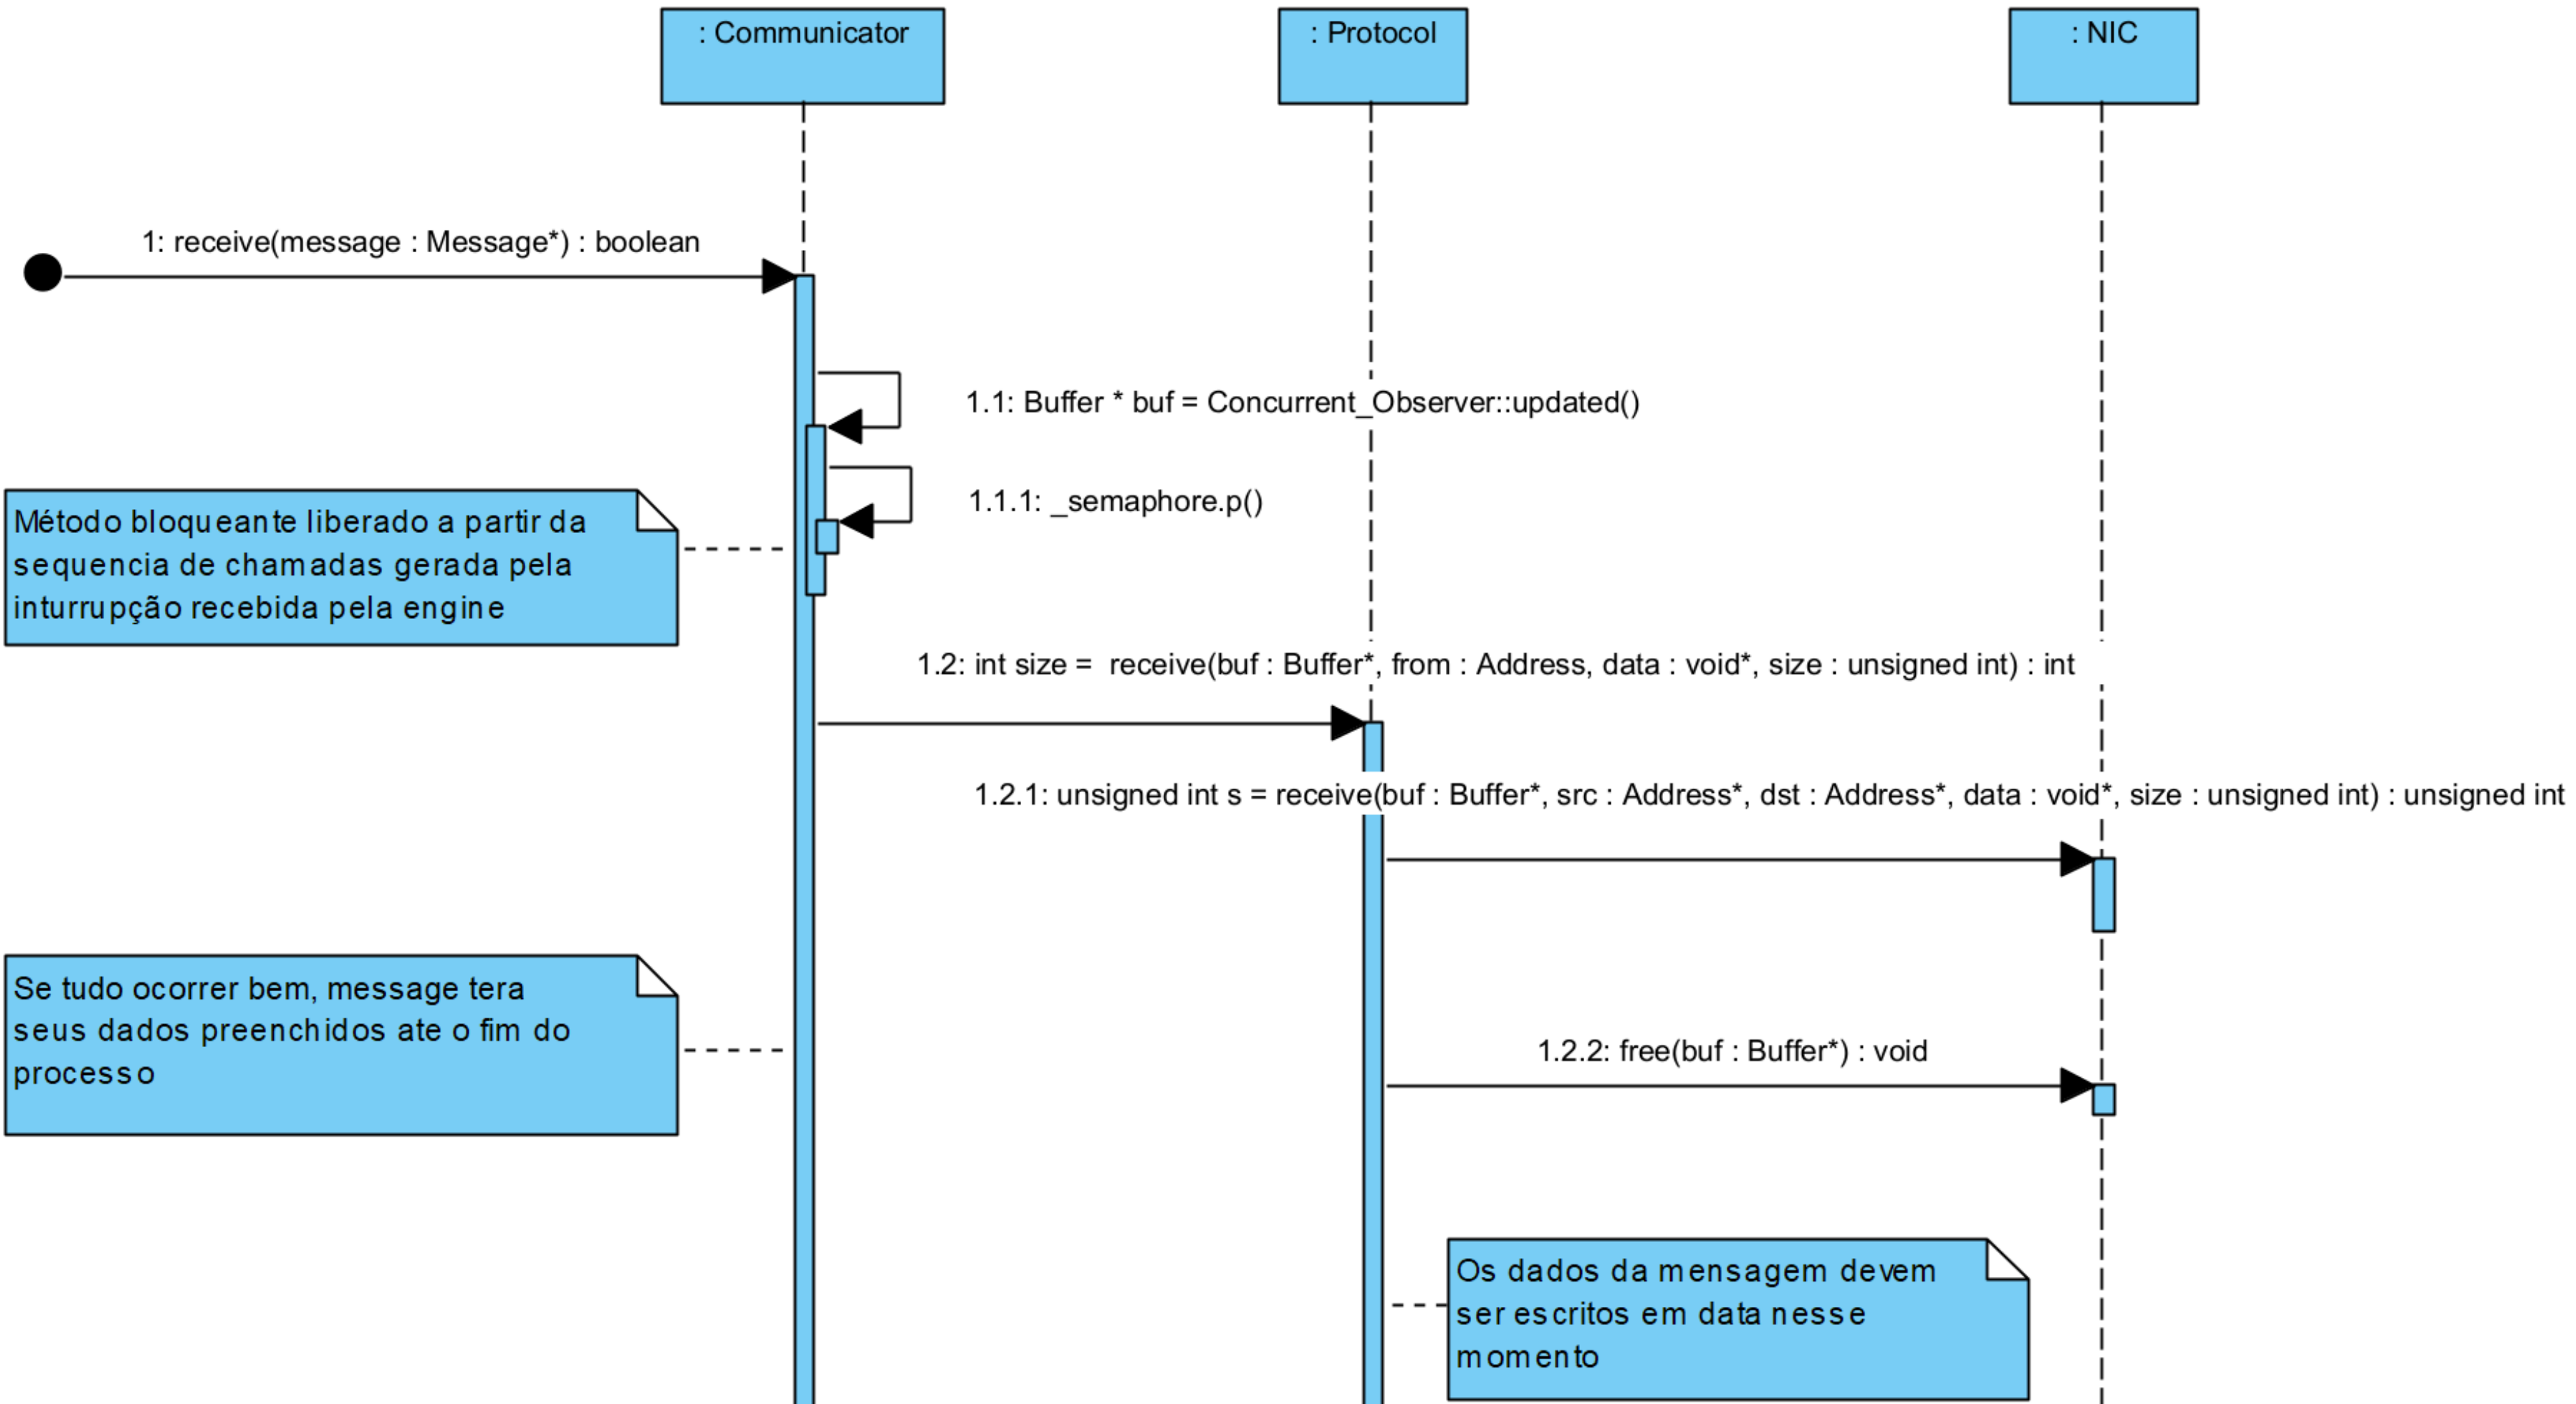 : Communicator
: Protocol
: NIC
1: receive(message : Message*) : boolean
1.1: Buffer * buf = Concurrent_Observer::updated()
1.1.1: _semaphore.p()
Método bloqueante liberado a partir da
sequencia de chamadas gerada pela
inturrupção recebida pela engine
1.2: int size =  receive(buf : Buffer*, from : Address, data : void*, size : unsigned int) : int
1.2.1: unsigned int s = receive(buf : Buffer*, src : Address*, dst : Address*, data : void*, size : unsigned int) : unsigned int
Se tudo ocorrer bem, message tera
seus dados preenchidos ate o fim do
processo
1.2.2: free(buf : Buffer*) : void
Os dados da mensagem devem
ser escritos em data nesse
momento